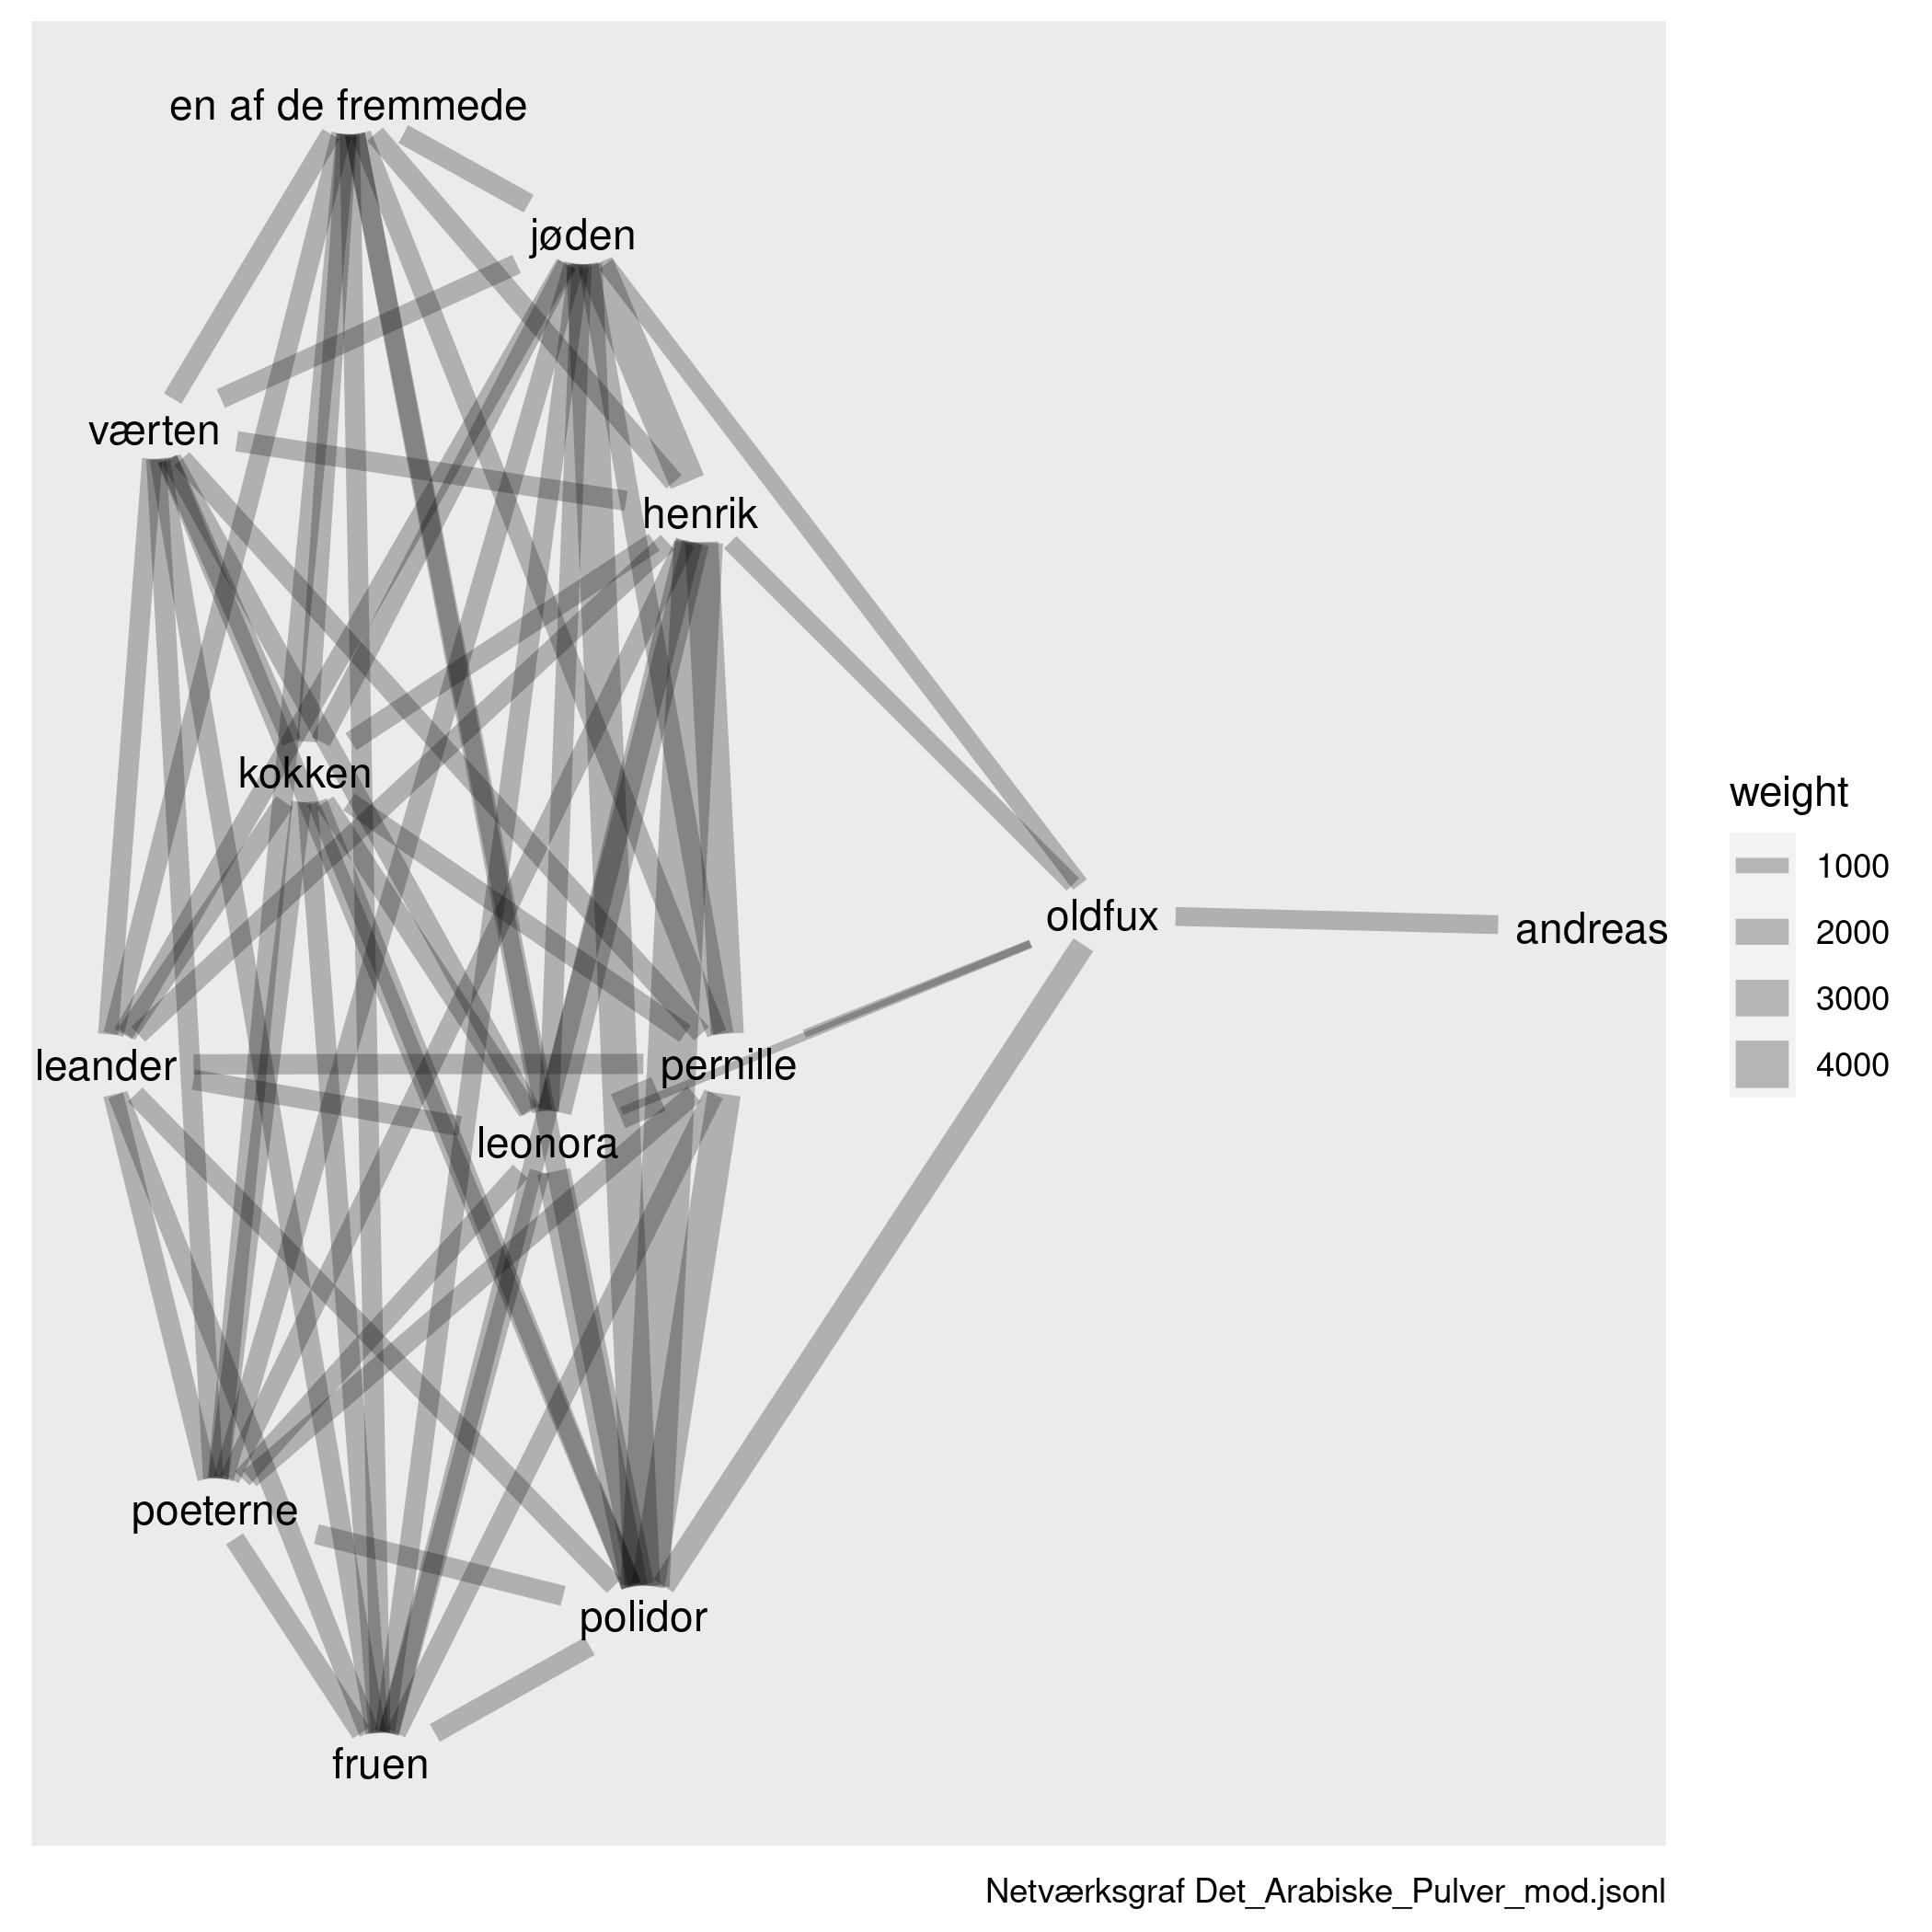 en af de fremmede
jøden
værten
henrik
kokken
oldfux
andreas
leander
pernille
leonora
poeterne
polidor
fruen
weight
1000
2000
3000
4000
Netværksgraf Det_Arabiske_Pulver_mod.jsonl